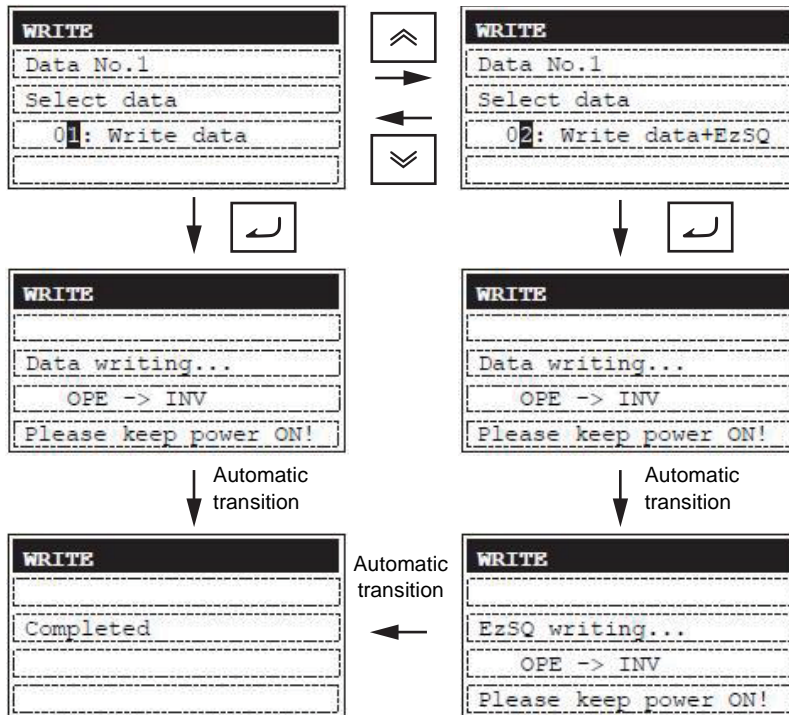 WRITE
Data No.1
Select data
01: Write data
WRITE
Data No.1
Select data
02: Write data+EzSQ
WRITE
Data writing...
OPE -> INV
Please keep power ON!
WRITE
Data writing...
OPE -> INV
Please keep power ON!
Automatic
transition
Automatic
transition
WRITE
Completed
Automatic
transition
WRITE
EzSQ writing...
OPE -> INV
Please keep power ON!